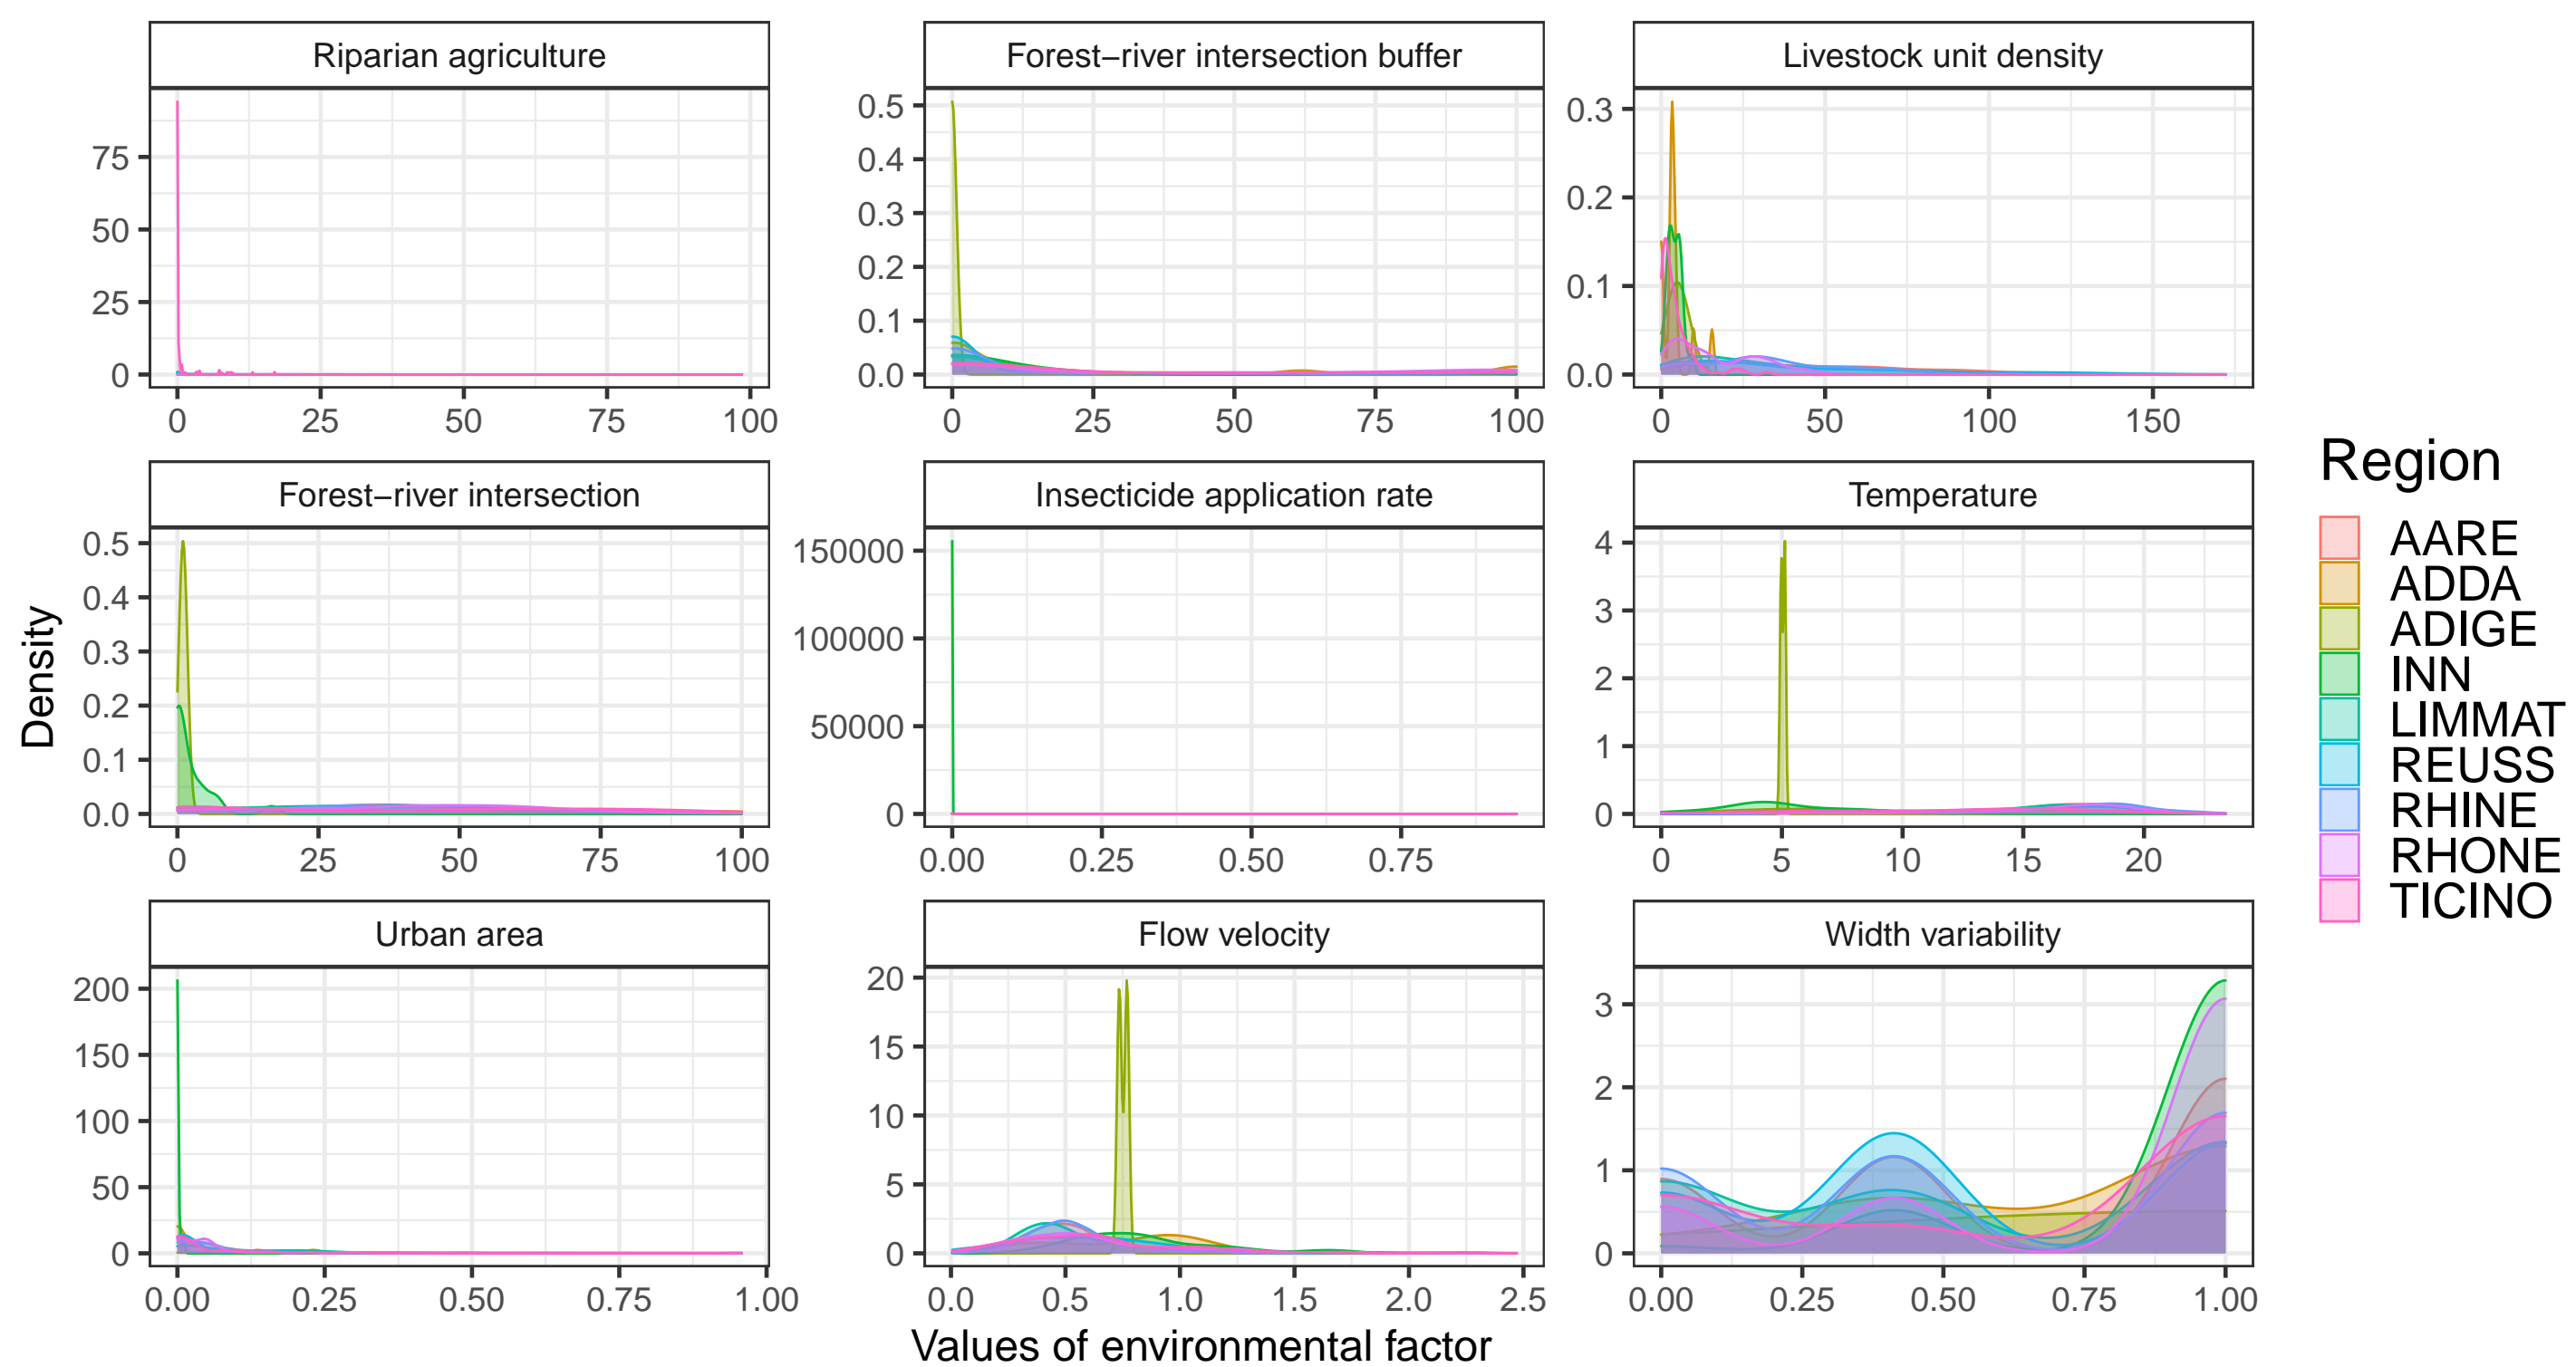 Riparian agriculture
Forest−river intersection buffer
Livestock unit density
75
50
25
0
0 25 50 75 100
0.5
0.4
0.3
0.2
0.1
0.0
0 25 50 75 100
0.3
0.2
0.1
0.0
0 50 100 150
Forest−river intersection
Insecticide application rate
Temperature
0.5
0.4
0.3
0.2
0.1
0.0
0 25 50 75 100
150000
100000
50000
0
0.00 0.25 0.50 0.75
4
3
2
1
0
0 5 10 15 20
Urban area
Flow velocity
Width variability
200
150
100
50
0
0.00 0.25 0.50 0.75 1.00
20
15
10
5
0
0.0 0.5 1.0 1.5 2.0 2.5
3
2
1
0
0.00 0.25 0.50 0.75 1.00
Density
Values of environmental factor
Region
AARE
ADDA
ADIGE
INN
LIMMAT
REUSS
RHINE
RHONE
TICINO